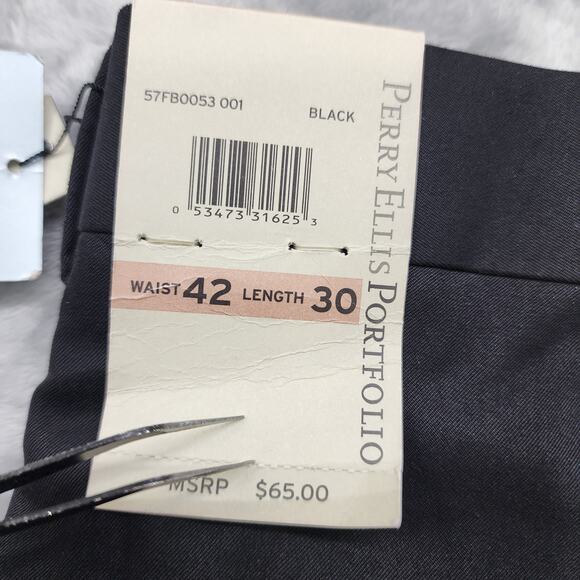 57FB0053 001 BLACK
0 53473 31625 3
WAIST 42 LENGTH 30
MSRP $65.00
PERRY ELLIS PORTFOLIO